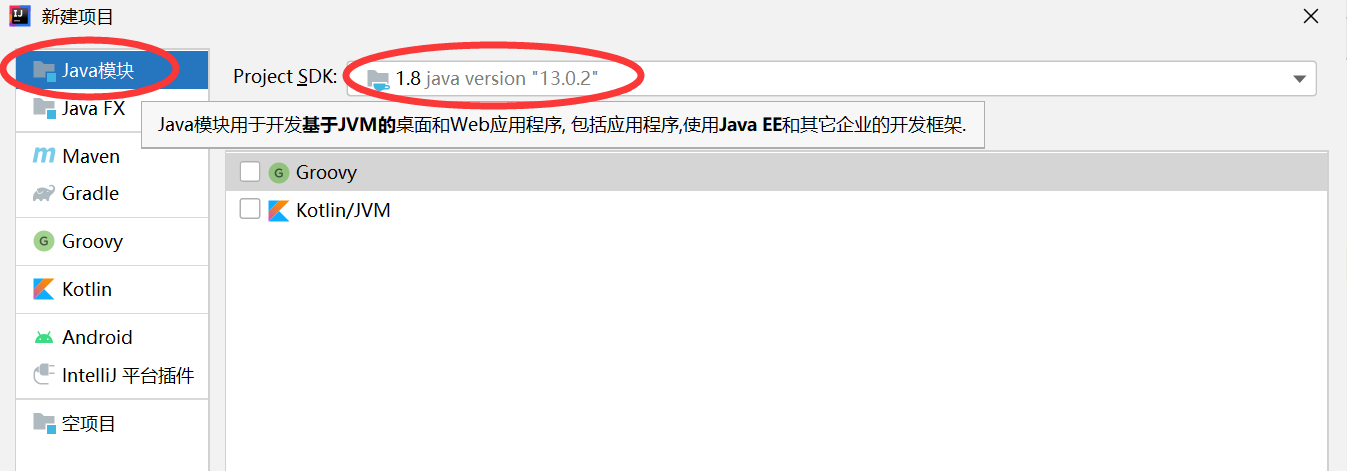 新建项目
Java模块
Project SDK: 1.8 java version "13.0.2"
Java FX
Java模块用于开发基于JVM的桌面和Web应用程序, 包括应用程序,使用Java EE和其它企业的开发框架.
Maven
Gradle
Groovy
Kotlin
Android
IntelliJ 平台插件
空项目
Groovy
Kotlin/JVM